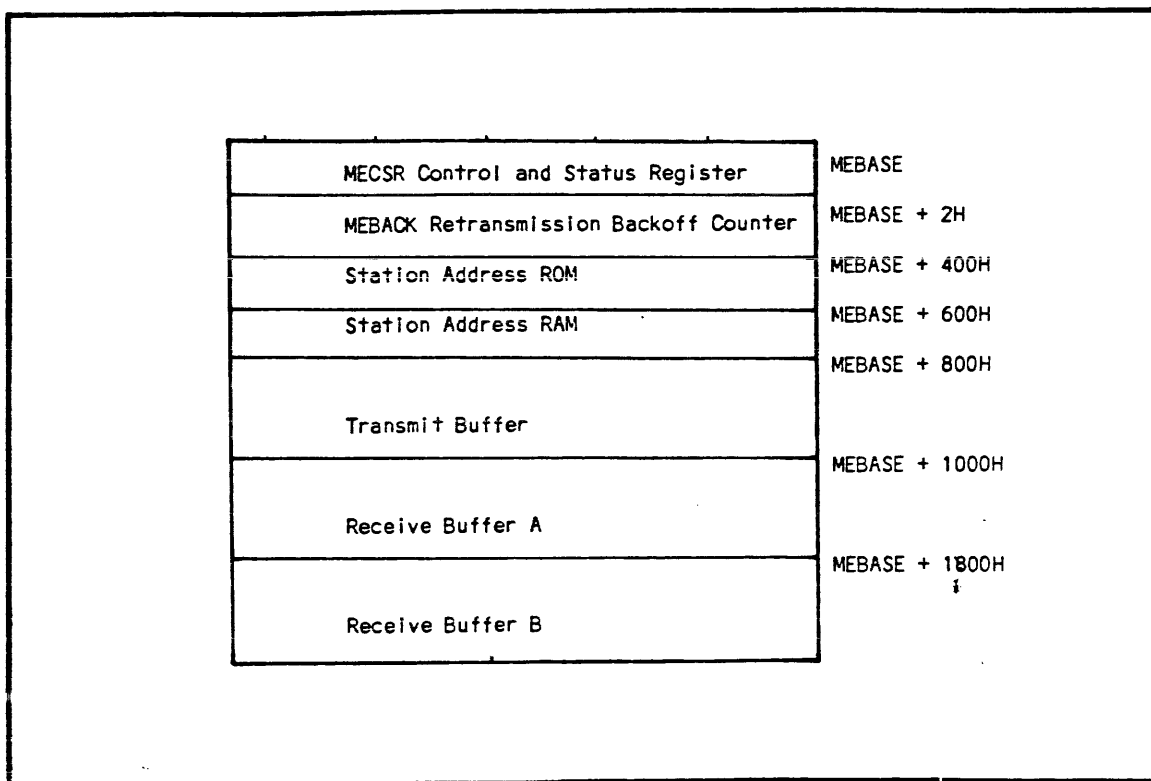 MECSR Control and Status Register MEBASE
MEBACK Retransmission Backoff Counter MEBASE + 2H
Station Address ROM MEBASE + 400H
Station Address RAM MEBASE + 600H
MEBASE + 800H
Transmit Buffer
MEBASE + 1000H
Receive Buffer A
MEBASE + 1800H
Receive Buffer B